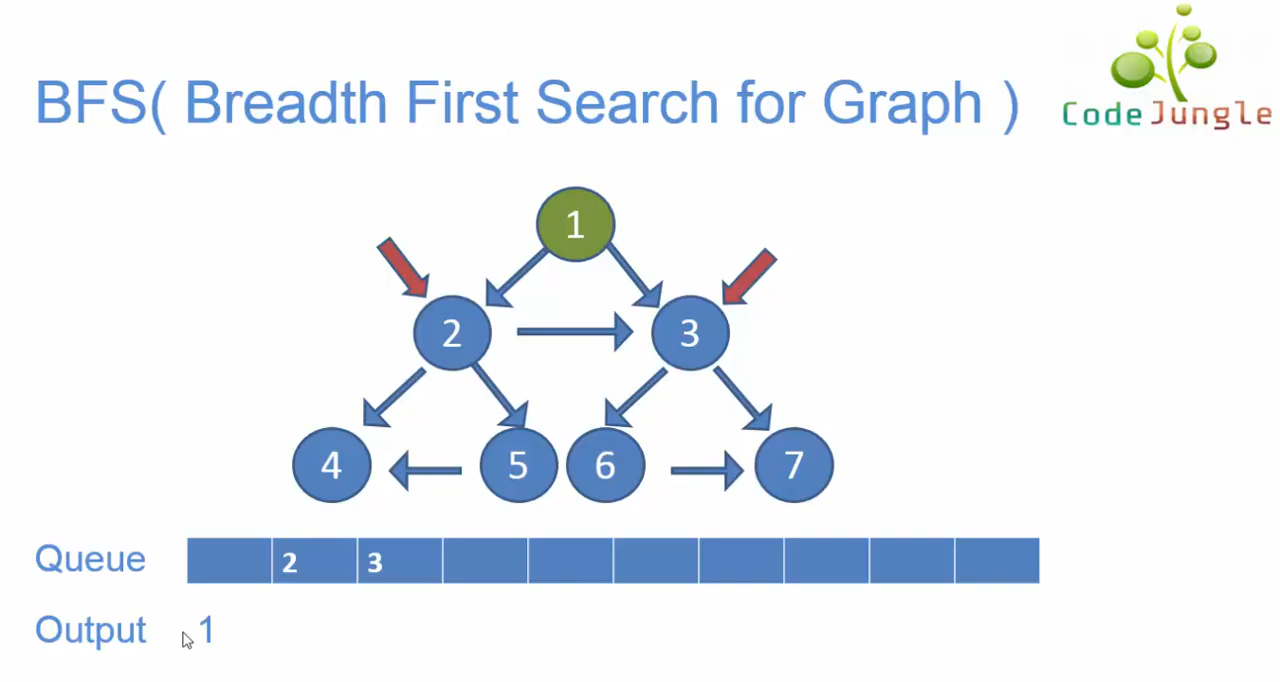 BFS( Breadth First Search for Graph )
CodeJungle
1
2 3
4 5 6 7
Queue 2 3
Output 1